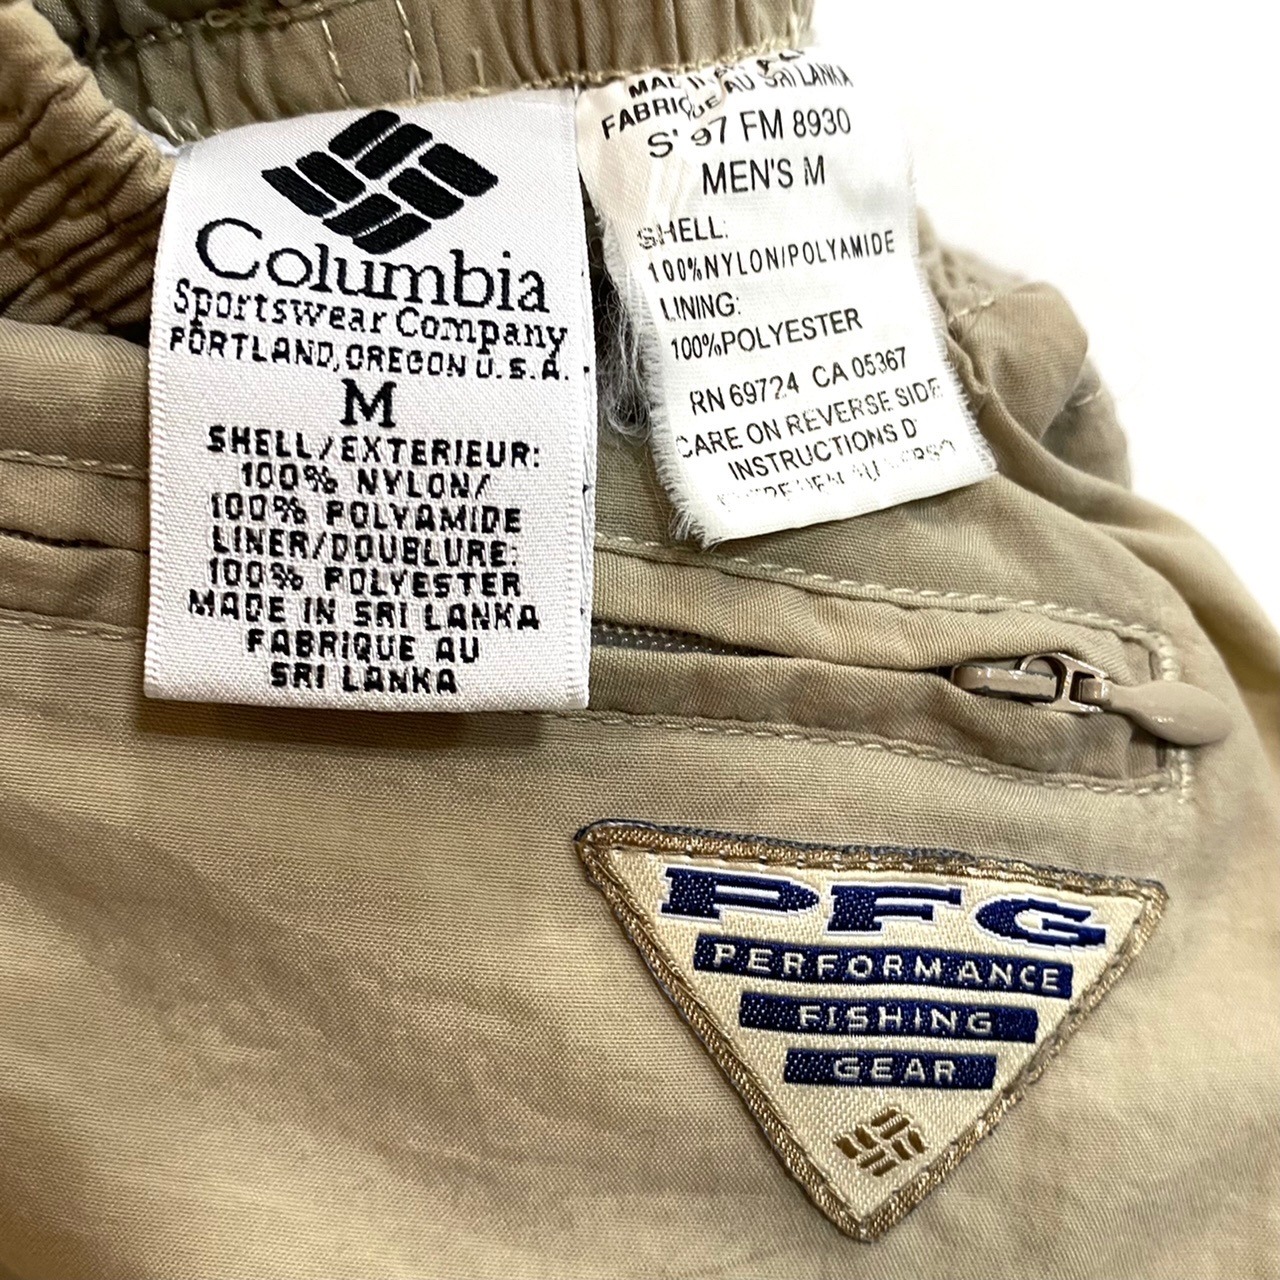 Columbia
Sportswear Company
PORTLAND, OREGON U.S.A.
M
SHELL/EXTERIEUR:
100% NYLON/
100% POLYAMIDE
LINER/DOUBLURE:
100% POLYESTER
MADE IN SRI LANKA
FABRIQUE AU
SRI LANKA
FABRIQUE AU SRI LANKA
S' 97 FM 8930
MEN'S M
SHELL:
100%NYLON/POLYAMIDE
LINING:
100%POLYESTER
RN 69724 CA 05367
CARE ON REVERSE SIDE
INSTRUCTIONS D'
PFG
PERFORMANCE
FISHING
GEAR